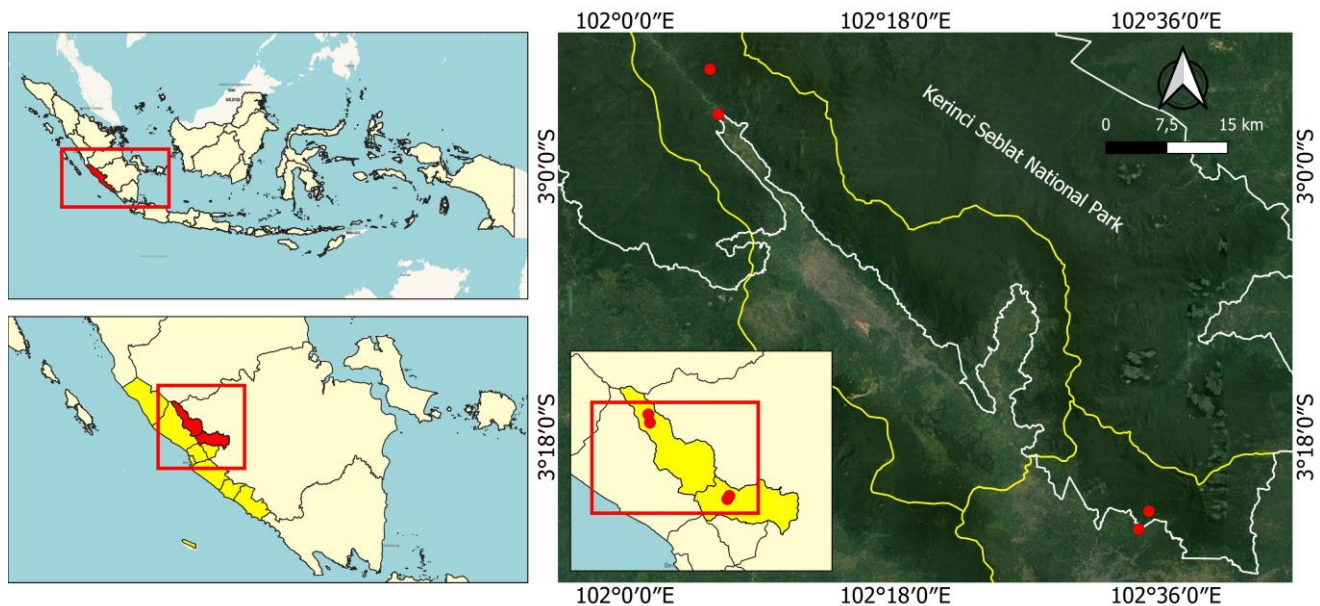 102°0′0″E 102°18′0″E 102°36′0″E
Kerinci Seblat National Park
0 7,5 15 km
3°0′0″S 3°0′0″S
3°18′0″S 3°18′0″S
102°0′0″E 102°18′0″E 102°36′0″E